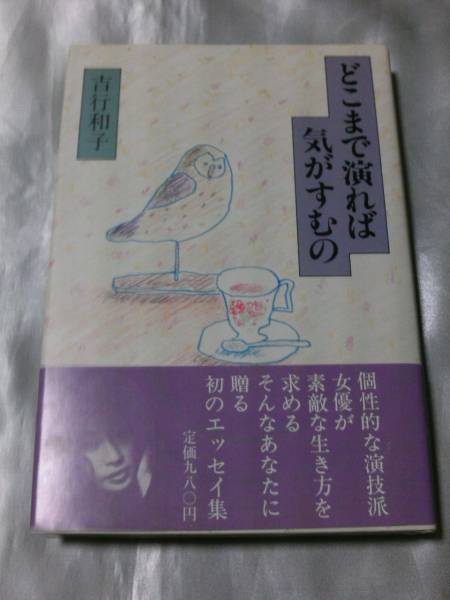 どこまで演れば
気がすむの
吉行和子
個性的な演技派
女優が
素敵な生き方を
求める
そんなあなたに
贈る
初のエッセイ集
定価九八〇円